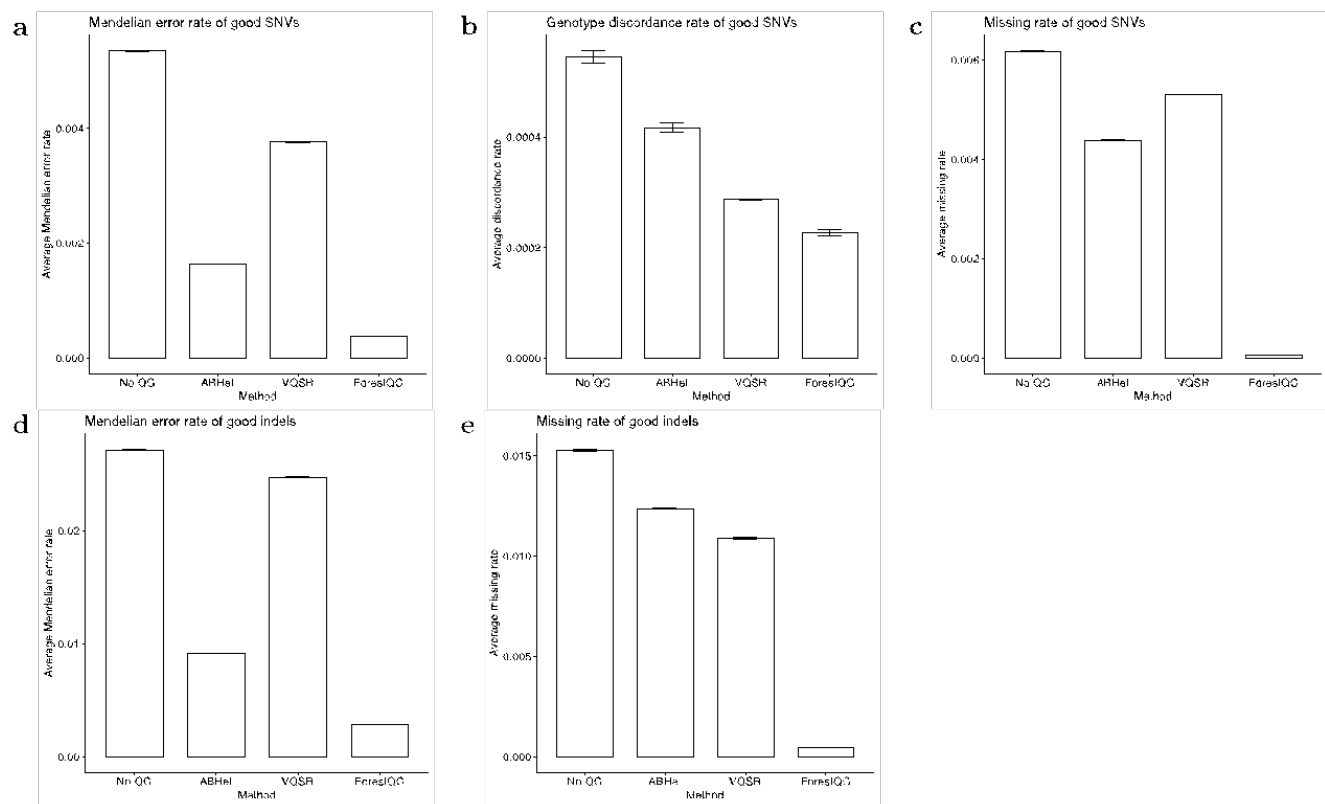 a
Mendelian error rate of good SNVs
Average Mendelian error rate
0.004
0.002
0.000
No QC ABHet VQSR ForestQC
Method
b
Genotype discordance rate of good SNVs
Average discordance rate
0.0004
0.0002
0.0000
No QC ABHet VQSR ForestQC
Method
c
Missing rate of good SNVs
Average missing rate
0.006
0.004
0.002
0.000
No QC ABHet VQSR ForestQC
Method
d
Mendelian error rate of good indels
Average Mendelian error rate
0.02
0.01
0.00
No QC ABHet VQSR ForestQC
Method
e
Missing rate of good indels
Average missing rate
0.015
0.010
0.005
0.000
No QC ABHet VQSR ForestQC
Method